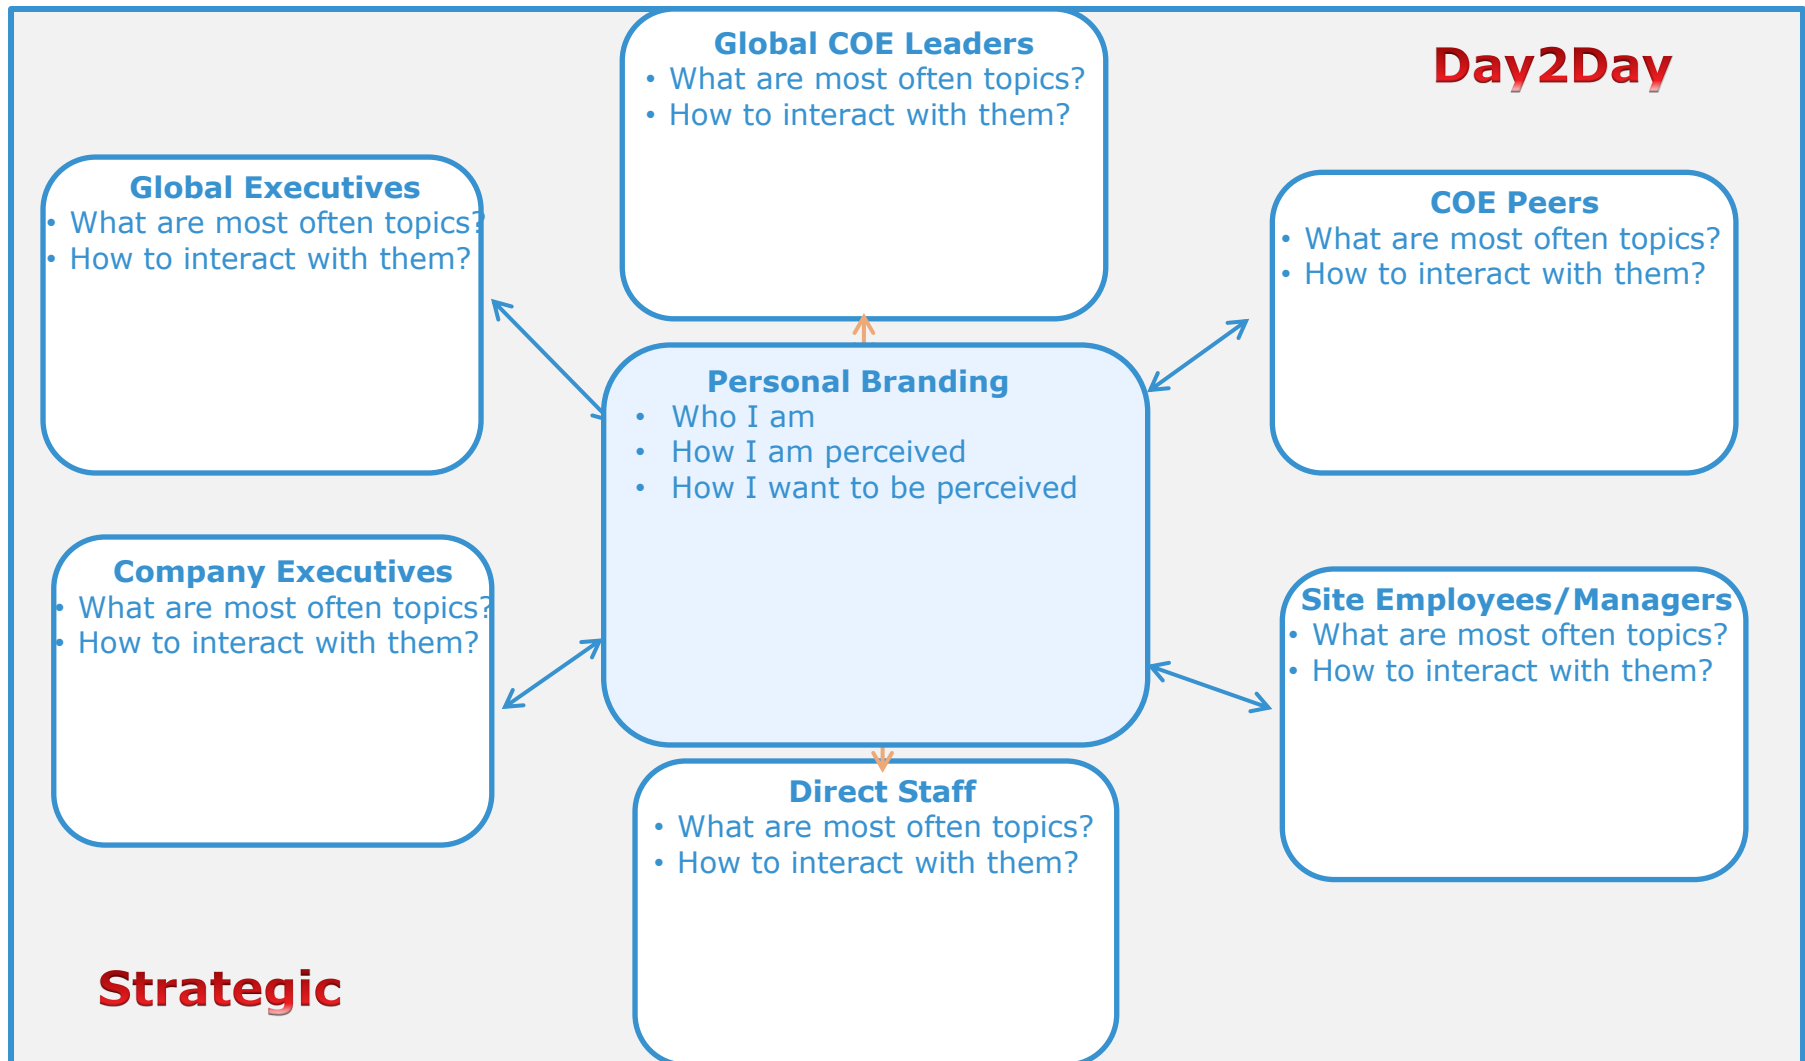 Global COE Leaders
• What are most often topics?
• How to interact with them?
Day2Day
Global Executives
• What are most often topics?
• How to interact with them?
COE Peers
• What are most often topics?
• How to interact with them?
Personal Branding
• Who I am
• How I am perceived
• How I want to be perceived
Company Executives
• What are most often topics?
• How to interact with them?
Site Employees/Managers
• What are most often topics?
• How to interact with them?
Direct Staff
• What are most often topics?
• How to interact with them?
Strategic